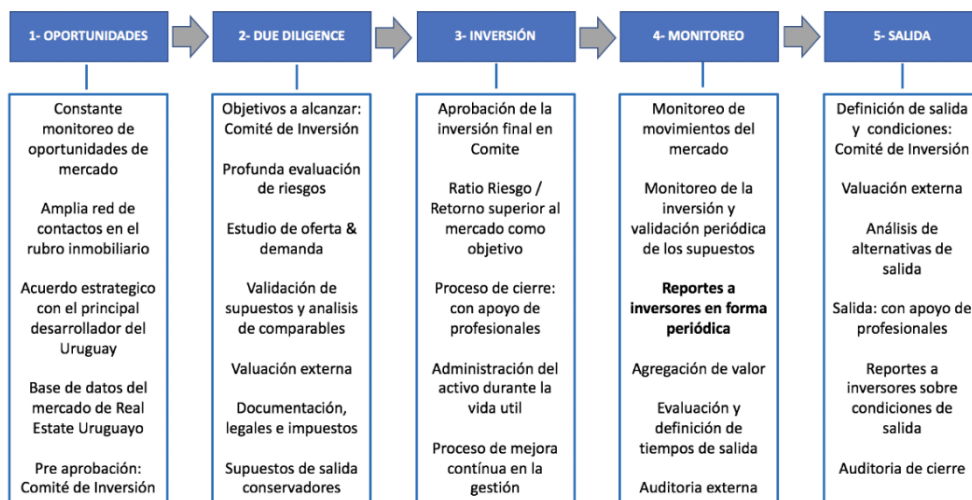 1- OPORTUNIDADES
2- DUE DILIGENCE
3- INVERSIÓN
4- MONITOREO
5- SALIDA
Constante
monitoreo de
oportunidades de
mercado
Amplia red de
contactos en el
rubro inmobiliario
Acuerdo estrategico
con el principal
desarrollador del
Uruguay
Base de datos del
mercado de Real
Estate Uruguayo
Pre aprobación:
Comité de Inversión
Objetivos a alcanzar:
Comité de Inversión
Profunda evaluación
de riesgos
Estudio de oferta &
demanda
Validación de
supuestos y analisis
de comparables
Valuación externa
Documentación,
legales e impuestos
Supuestos de salida
conservadores
Aprobación de la
inversión final en
Comite
Ratio Riesgo /
Retorno superior al
mercado como
objetivo
Proceso de cierre:
con apoyo de
profesionales
Administración del
activo durante la
vida util
Proceso de mejora
contínua en la
gestión
Monitoreo de
movimientos del
mercado
Monitoreo de la
inversión y
validación periódica
de los supuestos
Reportes a
inversores en forma
periódica
Agregación de valor
Evaluación y
definición de
tiempos de salida
Auditoria externa
Definición de salida
y condiciones:
Comité de Inversión
Valuación externa
Análisis de
alternativas de
salida
Salida: con apoyo de
profesionales
Reportes a
inversores sobre
condiciones de
salida
Auditoria de cierre